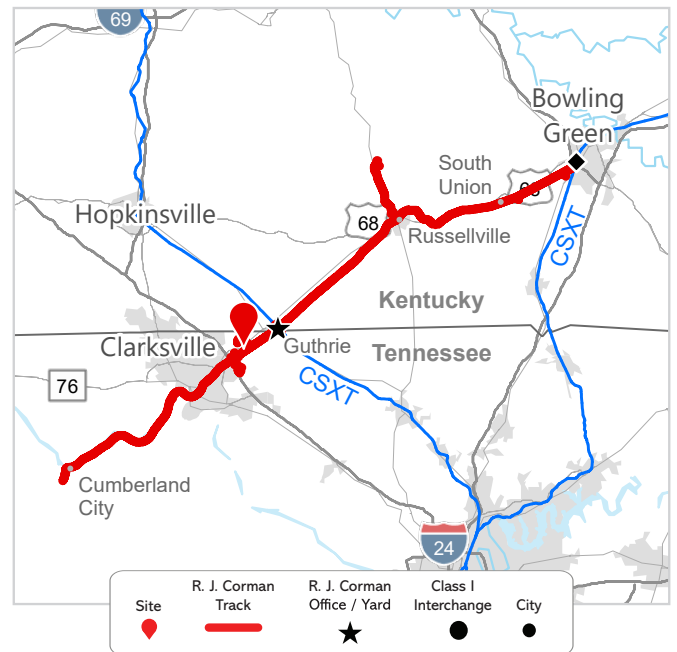 69
Bowling
Green
South
Union
68
Hopkinsville
68
Russellville
CSXT
Kentucky
Guthrie
Clarksville
Tennessee
76
CSXT
Cumberland
City
24
Site
R. J. Corman
Track
R. J. Corman
Office / Yard
Class I
Interchange
City